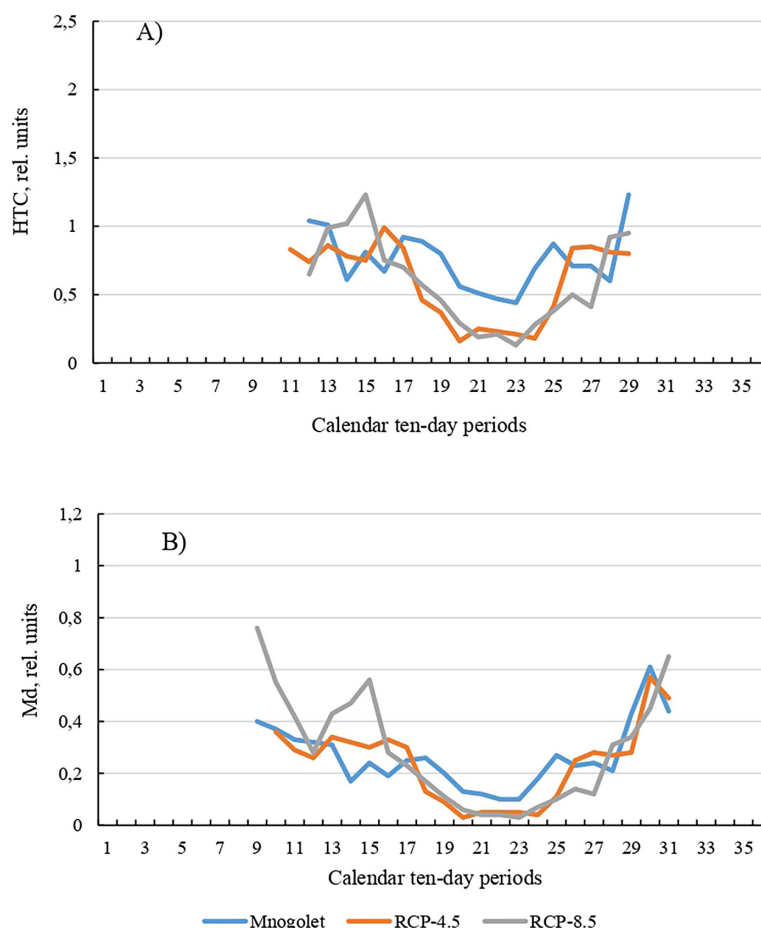 A)
2,5
2
1,5
1
0,5
0
HTC, rel. units
1 3 5 7 9 11 13 15 17 19 21 23 25 27 29 31 33 35
Calendar ten-day periods
B)
1,2
1
0,8
0,6
0,4
0,2
0
Md, rel. units
1 3 5 7 9 11 13 15 17 19 21 23 25 27 29 31 33 35
Calendar ten-day periods
Mnogolet RCP-4.5 RCP-8.5